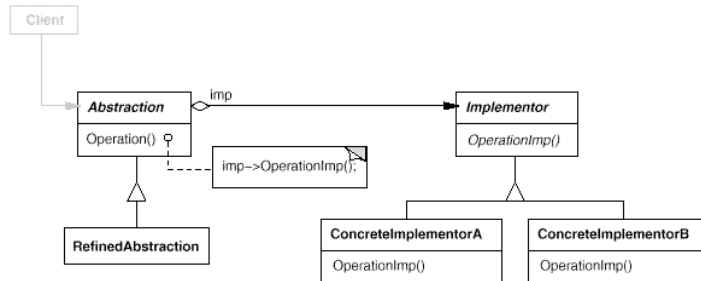 Client
imp
Abstraction
Implementor
Operation()
OperationImp()
imp->OperationImp();
RefinedAbstraction
ConcreteImplementorA
ConcreteImplementorB
OperationImp()
OperationImp()